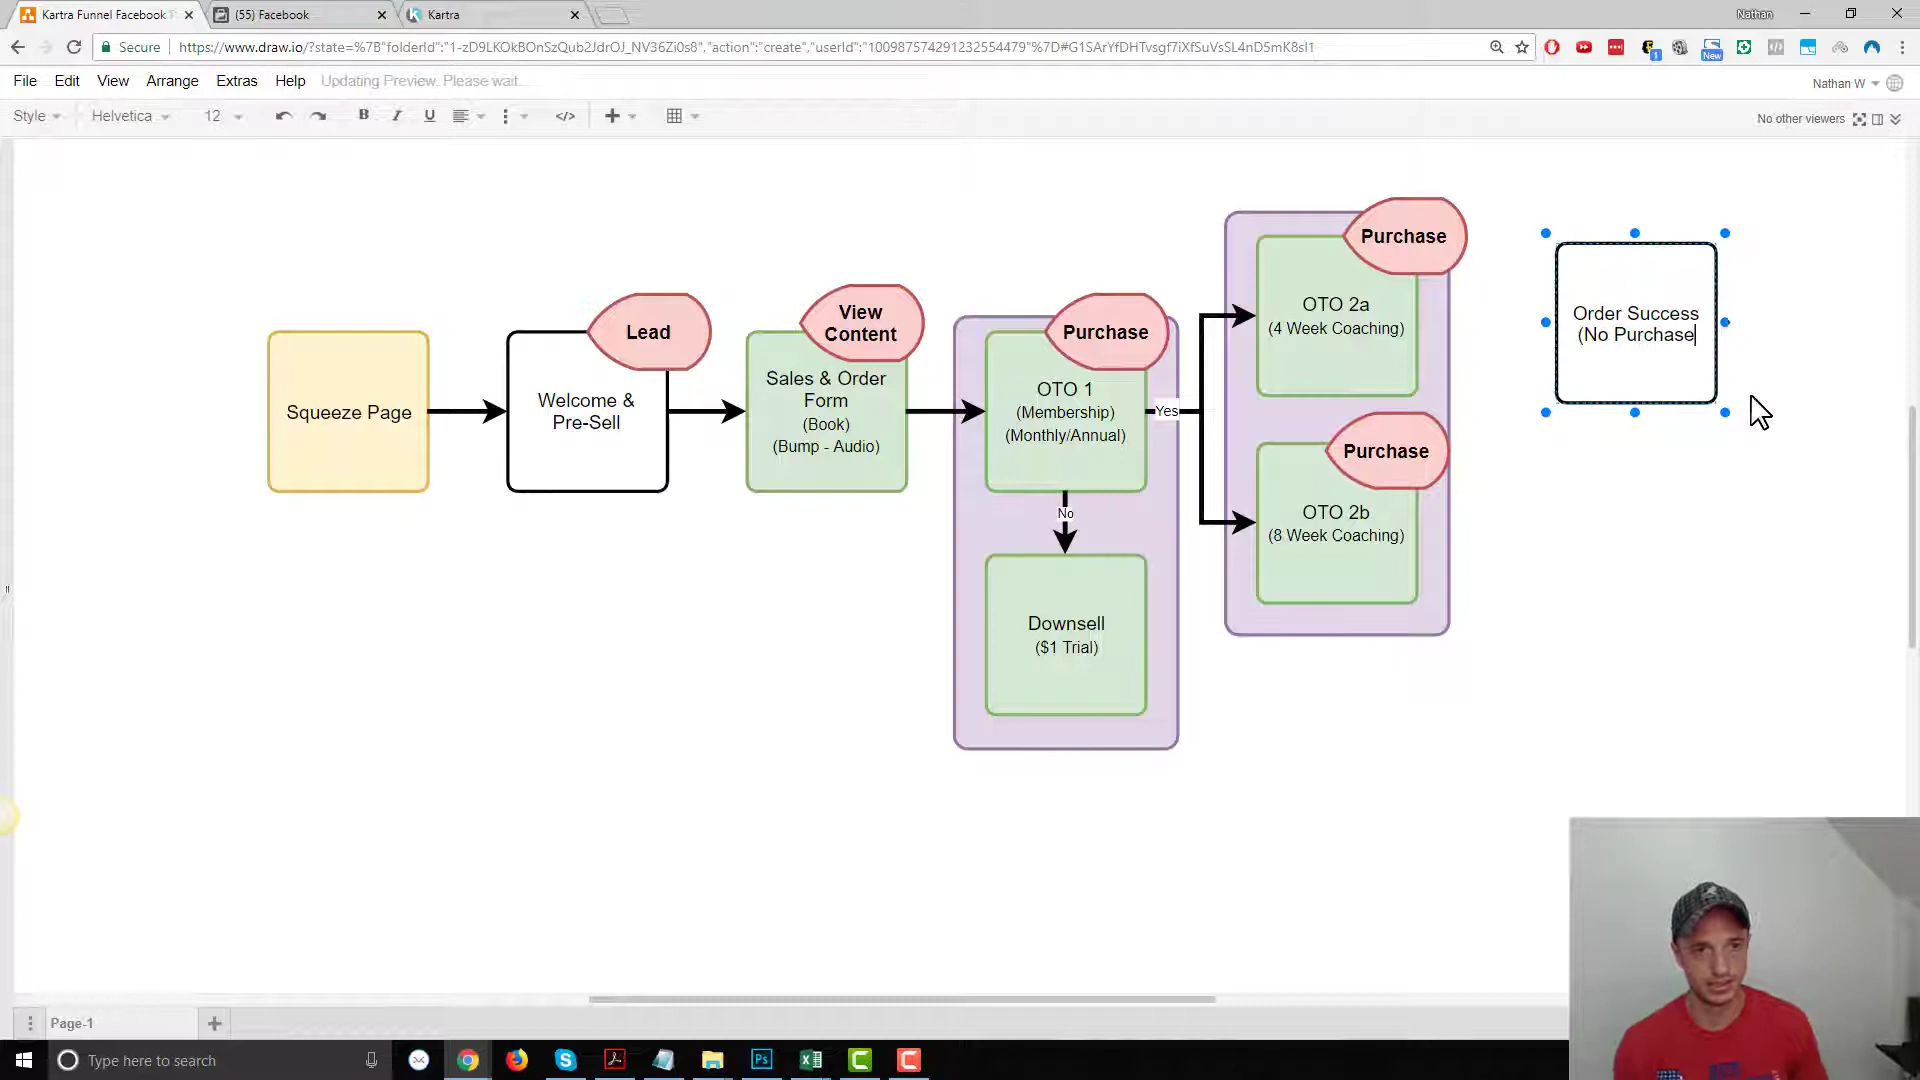 Kartra Funnel Facebook
(55) Facebook
Kartra
Nathan
Secure
https://www.draw.io/?state=%7B"folderId":"1-zD9LKOkBOnSzQub2JdrOJ_NV36Zi0s8","action":"create","userId":"100987574291232554479"%7D#G1SArYfDHTvsgf7iXfSuVsSL4nD5mK8sl1
1
New
File
Edit
View
Arrange
Extras
Help
Updating Preview. Please wait...
Nathan W
Style
Helvetica
12
B
I
U
No other viewers
Squeeze Page
Lead
Welcome &
Pre-Sell
View
Content
Sales & Order
Form
(Book)
(Bump - Audio)
Purchase
OTO 1
(Membership)
(Monthly/Annual)
Yes
No
Downsell
($1 Trial)
Purchase
OTO 2a
(4 Week Coaching)
Purchase
OTO 2b
(8 Week Coaching)
Order Success
(No Purchase
Page-1
Type here to search